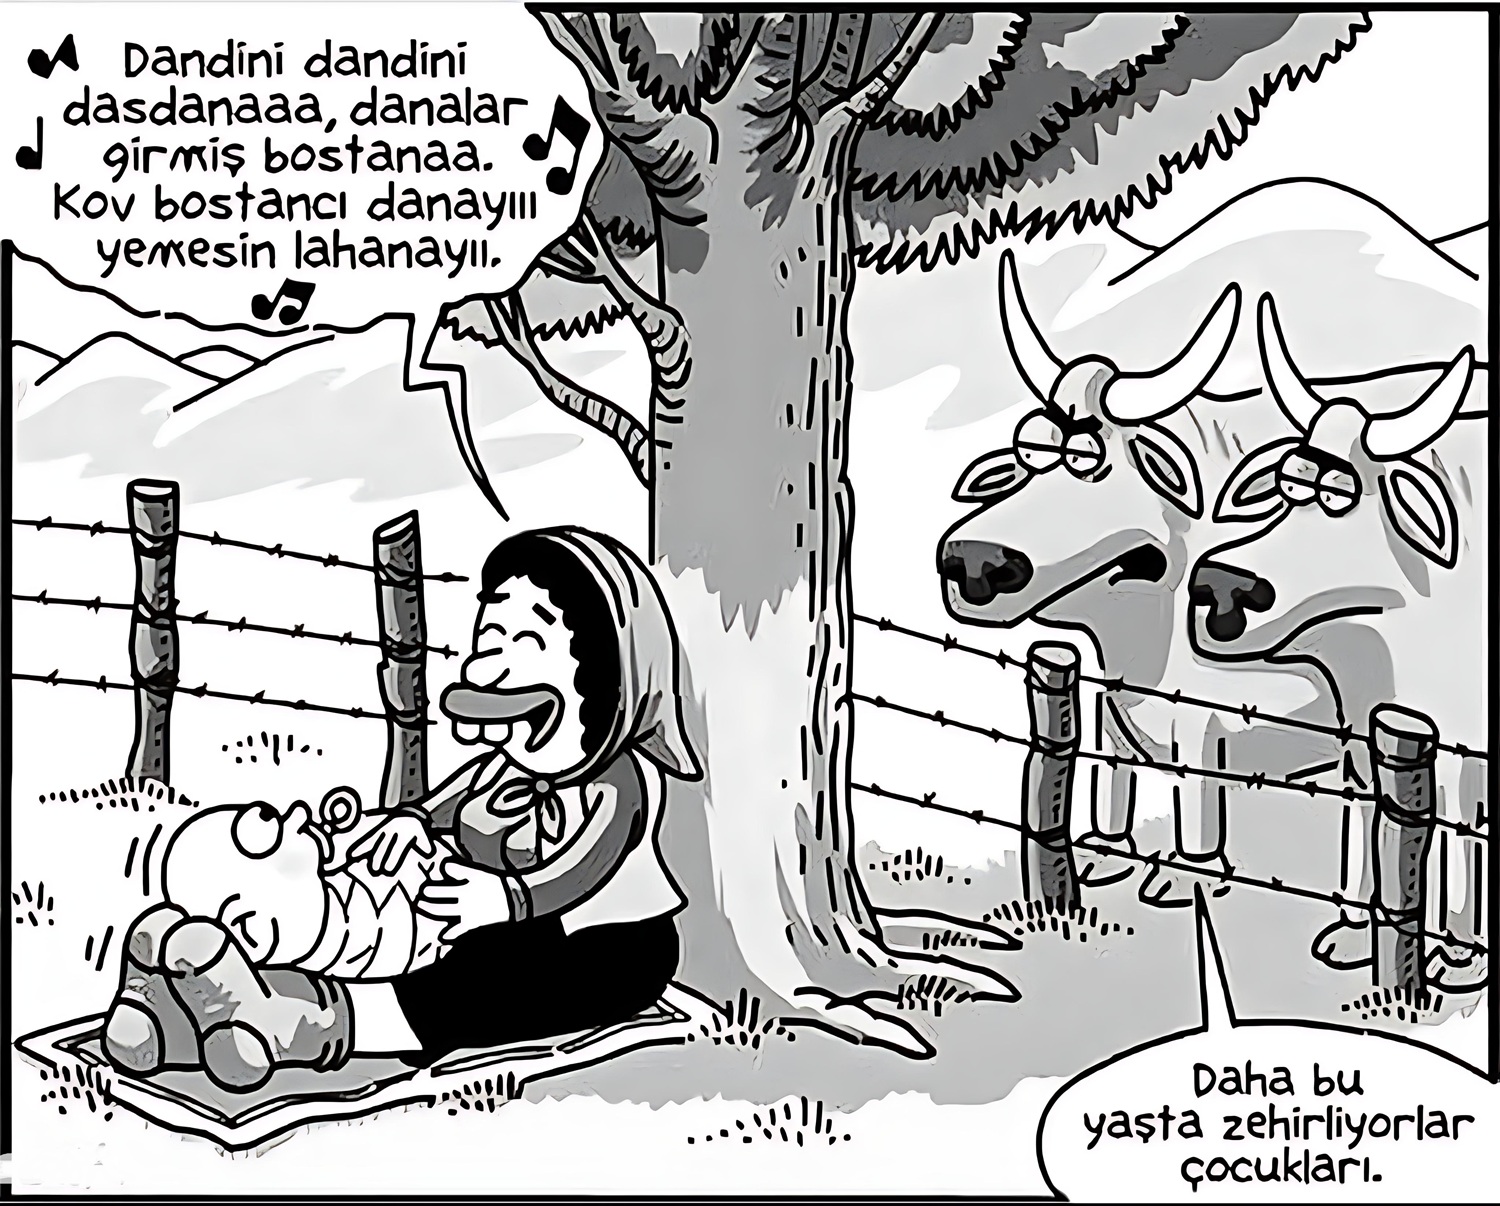 Dandini dandini
dasdanaaa, danalar
girmiş bostanaa.
Kov bostancı danayııı
yemesin lahanayıı.
Daha bu
yaşta zehirliyorlar
çocukları.